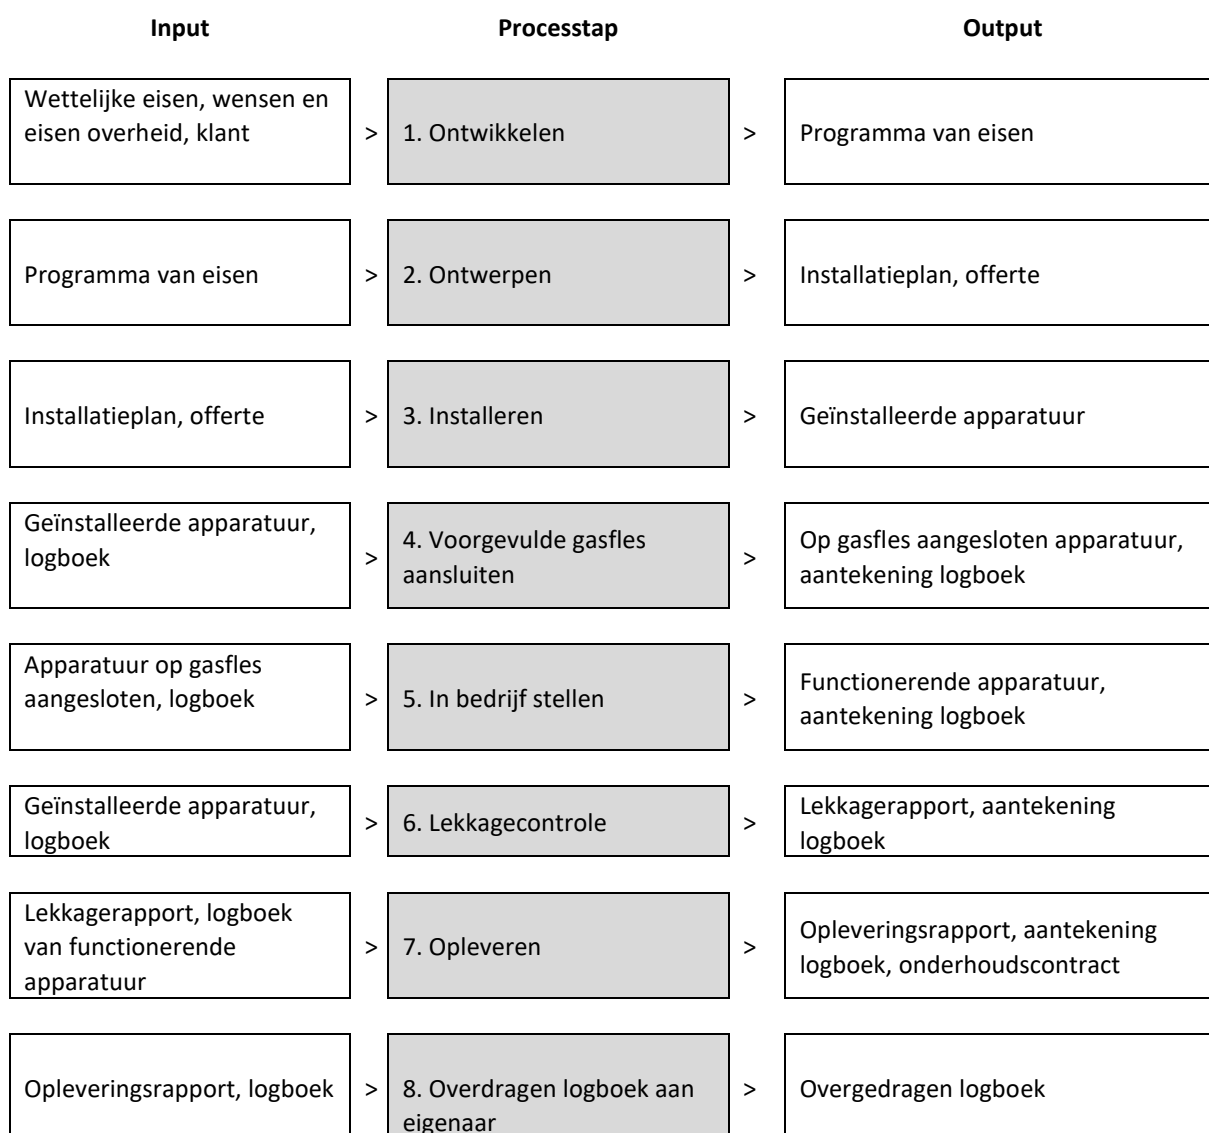 Input
Processtap
Output
Wettelijke eisen, wensen en
eisen overheid, klant
>
1. Ontwikkelen
>
Programma van eisen
Programma van eisen
>
2. Ontwerpen
>
Installatieplan, offerte
Installatieplan, offerte
>
3. Installeren
>
Geïnstalleerde apparatuur
Geïnstalleerde apparatuur,
logboek
>
4. Voorgevulde gasfles
aansluiten
>
Op gasfles aangesloten apparatuur,
aantekening logboek
Apparatuur op gasfles
aangesloten, logboek
>
5. In bedrijf stellen
>
Functionerende apparatuur,
aantekening logboek
Geïnstalleerde apparatuur,
logboek
>
6. Lekkagecontrole
>
Lekkagerapport, aantekening
logboek
Lekkagerapport, logboek
van functionerende
apparatuur
>
7. Opleveren
>
Opleveringsrapport, aantekening
logboek, onderhoudscontract
Opleveringsrapport, logboek
>
8. Overdragen logboek aan
eigenaar
>
Overgedragen logboek